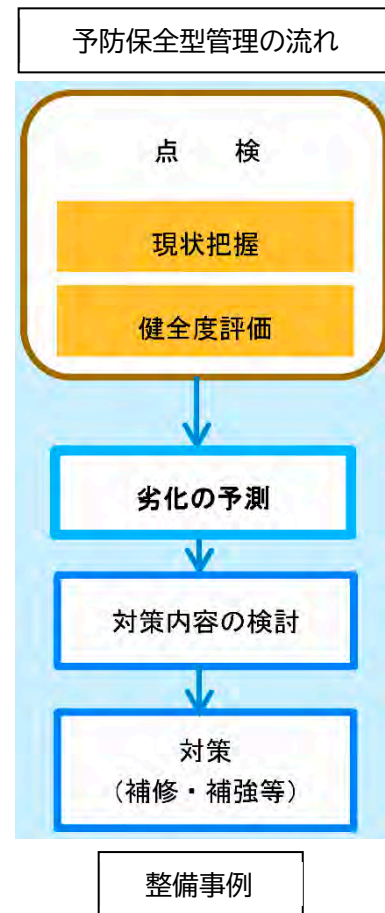 予防保全型管理の流れ
点　検
現状把握
健全度評価
劣化の予測
対策内容の検討
対策
（補修・補強等）
整備事例